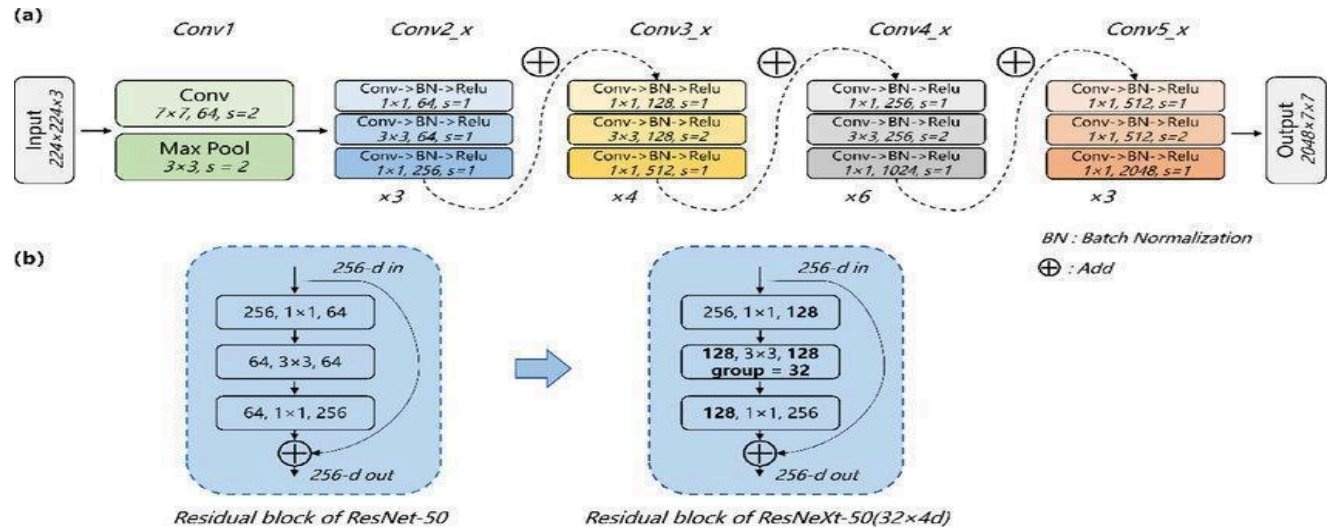 (a)
Conv1
Conv2_x
Conv3_x
Conv4_x
Conv5_x
Input
224×224×3
Conv
7×7, 64, s=2
Max Pool
3×3, s = 2
Conv->BN->Relu
1×1, 64, s=1
Conv->BN->Relu
3×3, 64, s=1
Conv->BN->Relu
1×1, 256, s=1
×3
Conv->BN->Relu
1×1, 128, s=1
Conv->BN->Relu
3×3, 128, s=2
Conv->BN->Relu
1×1, 512, s=1
×4
Conv->BN->Relu
1×1, 256, s=1
Conv->BN->Relu
3×3, 256, s=2
Conv->BN->Relu
1×1, 1024, s=1
×6
Conv->BN->Relu
1×1, 512, s=1
Conv->BN->Relu
1×1, 512, s=2
Conv->BN->Relu
1×1, 2048, s=1
×3
Output
2048×7×7
BN : Batch Normalization
: Add
(b)
256-d in
256, 1×1, 64
64, 3×3, 64
64, 1×1, 256
256-d out
Residual block of ResNet-50
256-d in
256, 1×1, 128
128, 3×3, 128
group = 32
128, 1×1, 256
256-d out
Residual block of ResNeXt-50(32×4d)